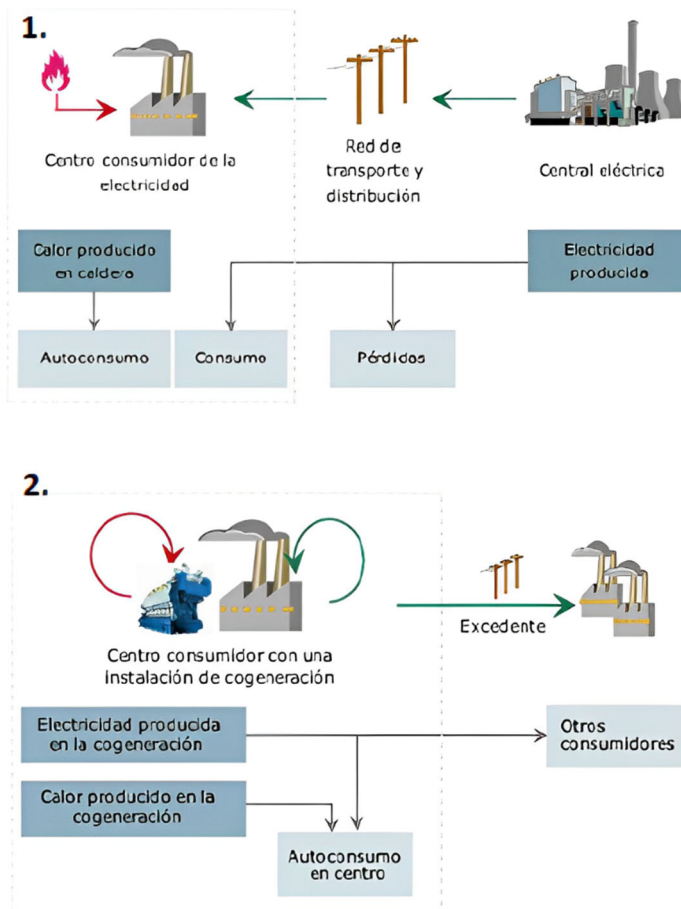 1.
Centro consumidor de la
electricidad
Red de
transporte y
distribución
Central eléctrica
Calor producido
en caldera
Electricidad
producida
Autoconsumo
Consumo
Pérdidas
2.
Excedente
Centro consumidor con una
instalación de cogeneración
Electricidad producida
en la cogeneración
Otros
consumidores
Calor producido en la
cogeneración
Autoconsumo
en centro